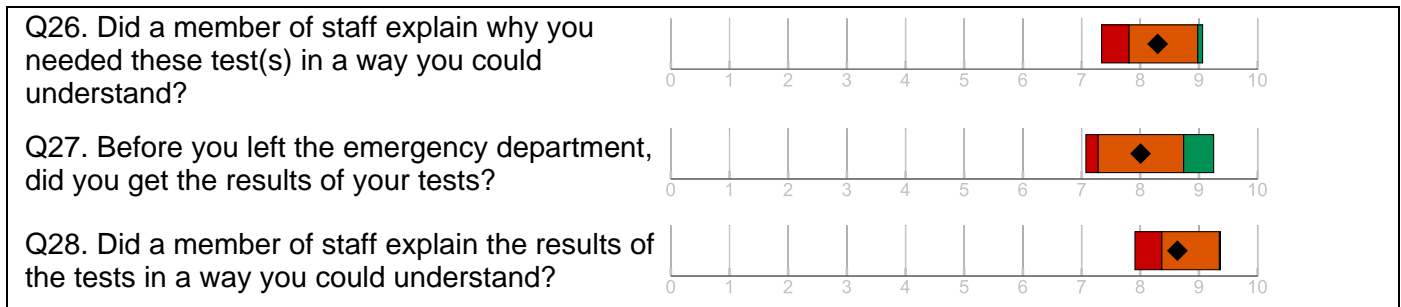 Q26. Did a member of staff explain why you
needed these test(s) in a way you could
understand?
0 1 2 3 4 5 6 7 8 9 10
Q27. Before you left the emergency department,
did you get the results of your tests?
0 1 2 3 4 5 6 7 8 9 10
Q28. Did a member of staff explain the results of
the tests in a way you could understand?
0 1 2 3 4 5 6 7 8 9 10